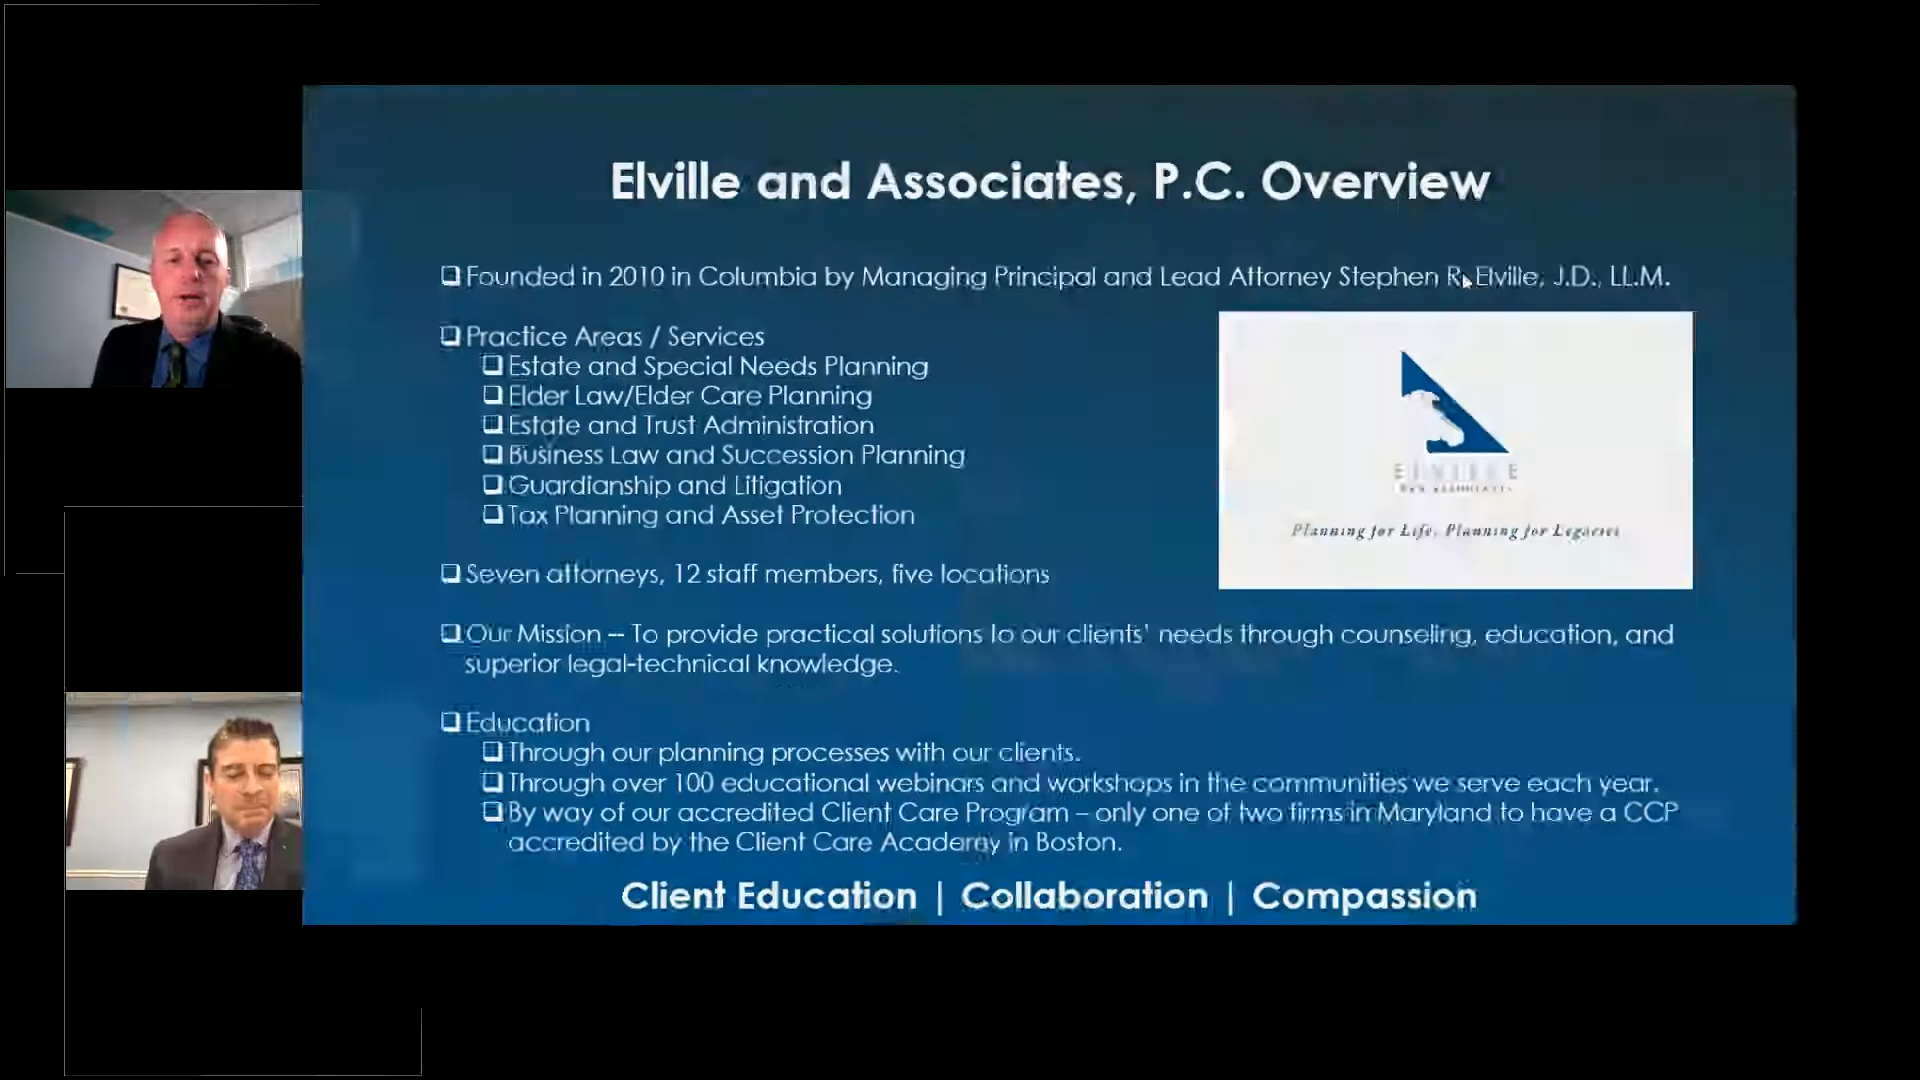 Elville and Associates, P.C. Overview
Founded in 2010 in Columbia by Managing Principal and Lead Attorney Stephen R. Elville, J.D., LL.M.
Practice Areas / Services
Estate and Special Needs Planning
Elder Law/Elder Care Planning
Estate and Trust Administration
Business Law and Succession Planning
Guardianship and Litigation
Tax Planning and Asset Protection
ELVILLE
AND ASSOCIATES
Planning for Life. Planning for Legacies
Seven attorneys, 12 staff members, five locations
Our Mission – To provide practical solutions to our clients' needs through counseling, education, and
superior legal-technical knowledge.
Education
Through our planning processes with our clients.
Through over 100 educational webinars and workshops in the communities we serve each year.
By way of our accredited Client Care Program – only one of two firms in Maryland to have a CCP
accredited by the Client Care Academy in Boston.
Client Education | Collaboration | Compassion